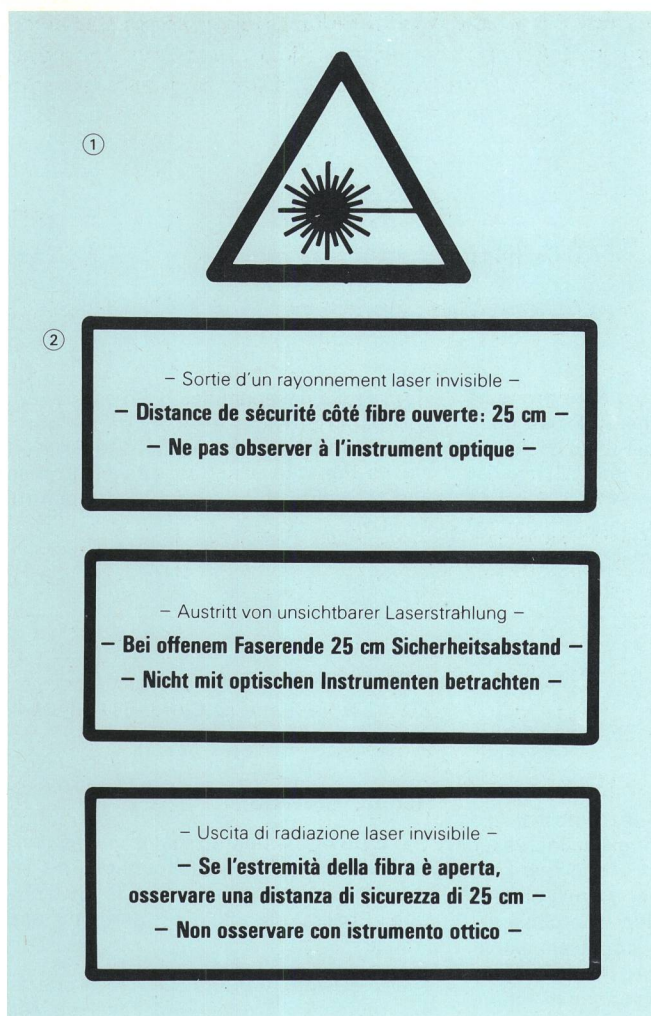 ①
②
– Sortie d'un rayonnement laser invisible –
– Distance de sécurité côté fibre ouverte: 25 cm –
– Ne pas observer à l'instrument optique –
– Austritt von unsichtbarer Laserstrahlung –
– Bei offenem Faserende 25 cm Sicherheitsabstand –
– Nicht mit optischen Instrumenten betrachten –
– Uscita di radiazione laser invisibile –
– Se l'estremità della fibra è aperta,
osservare una distanza di sicurezza di 25 cm –
– Non osservare con istrumento ottico –